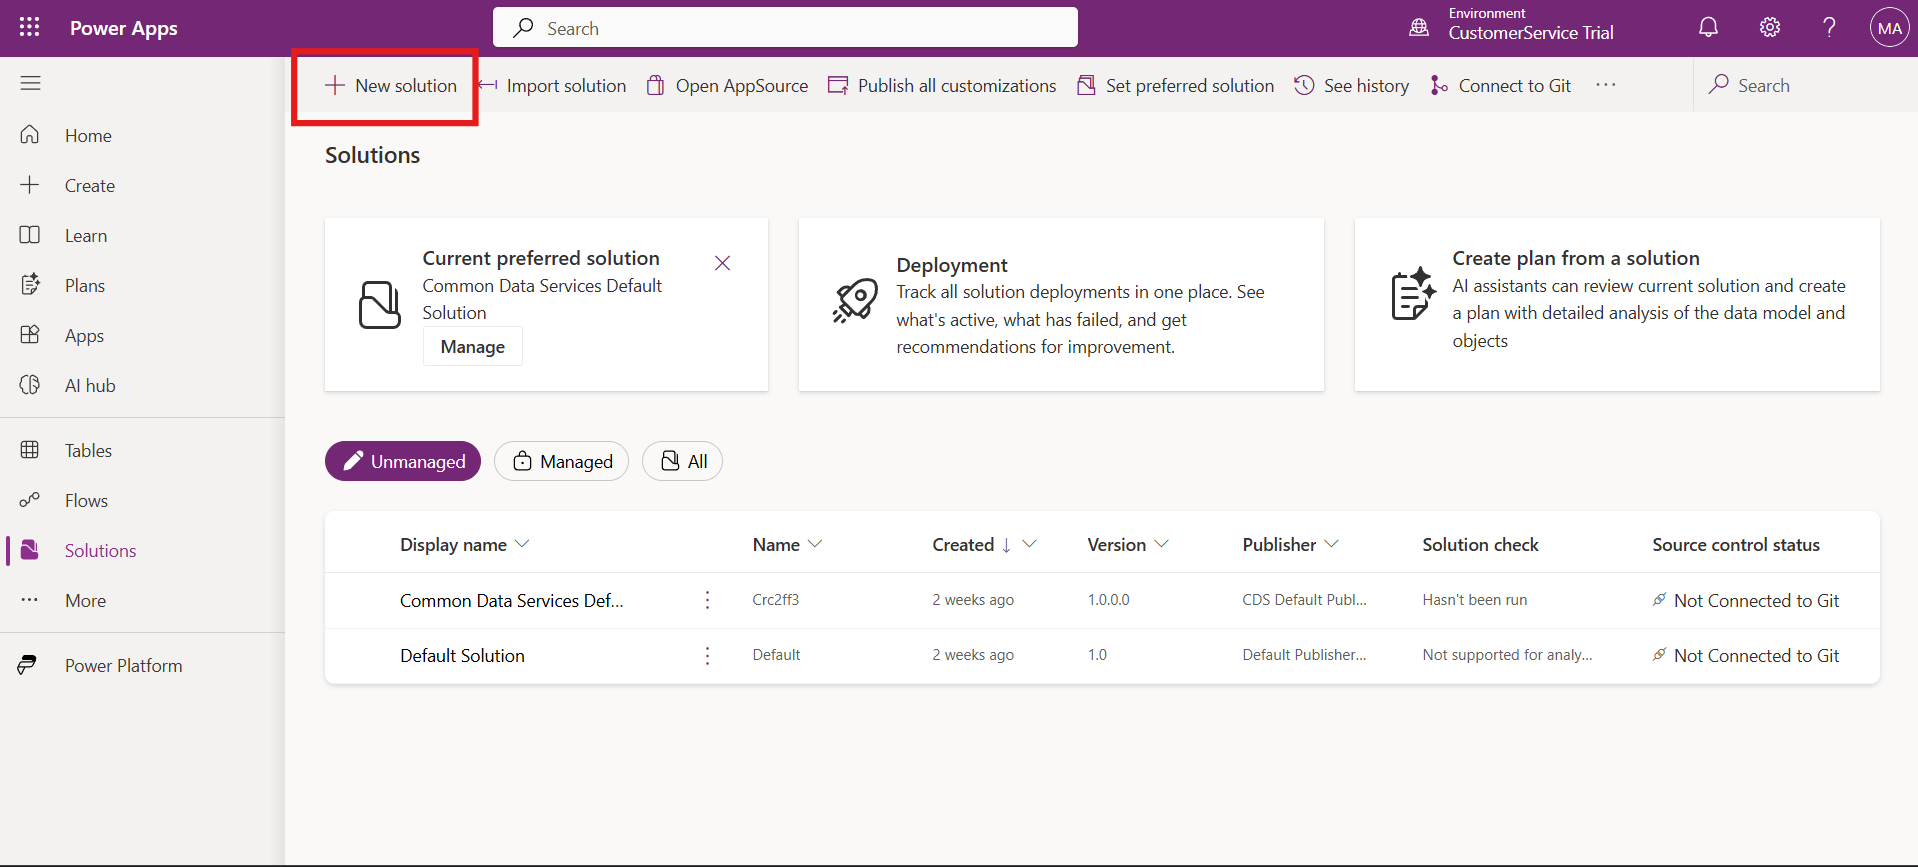 Power Apps
Search
Environment
CustomerService Trial
MA
New solution
Import solution
Open AppSource
Publish all customizations
Set preferred solution
See history
Connect to Git
Search
Home
Create
Learn
Plans
Apps
AI hub
Tables
Flows
Solutions
More
Power Platform
Solutions
Current preferred solution
Common Data Services Default
Solution
Manage
Deployment
Track all solution deployments in one place. See
what's active, what has failed, and get
recommendations for improvement.
Create plan from a solution
AI assistants can review current solution and create
a plan with detailed analysis of the data model and
objects
Unmanaged
Managed
All
Display name Name Created Version Publisher Solution check Source control status
Common Data Services Def... Crc2ff3 2 weeks ago 1.0.0.0 CDS Default Publ... Hasn't been run Not Connected to Git
Default Solution Default 2 weeks ago 1.0 Default Publisher... Not supported for analy... Not Connected to Git